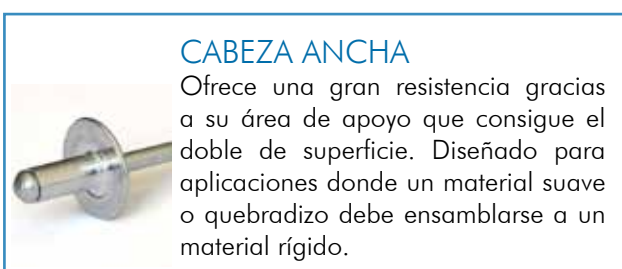 CABEZA ANCHA
Ofrece una gran resistencia gracias
a su área de apoyo que consigue el
doble de superficie. Diseñado para
aplicaciones donde un material suave
o quebradizo debe ensamblarse a un
material rígido.